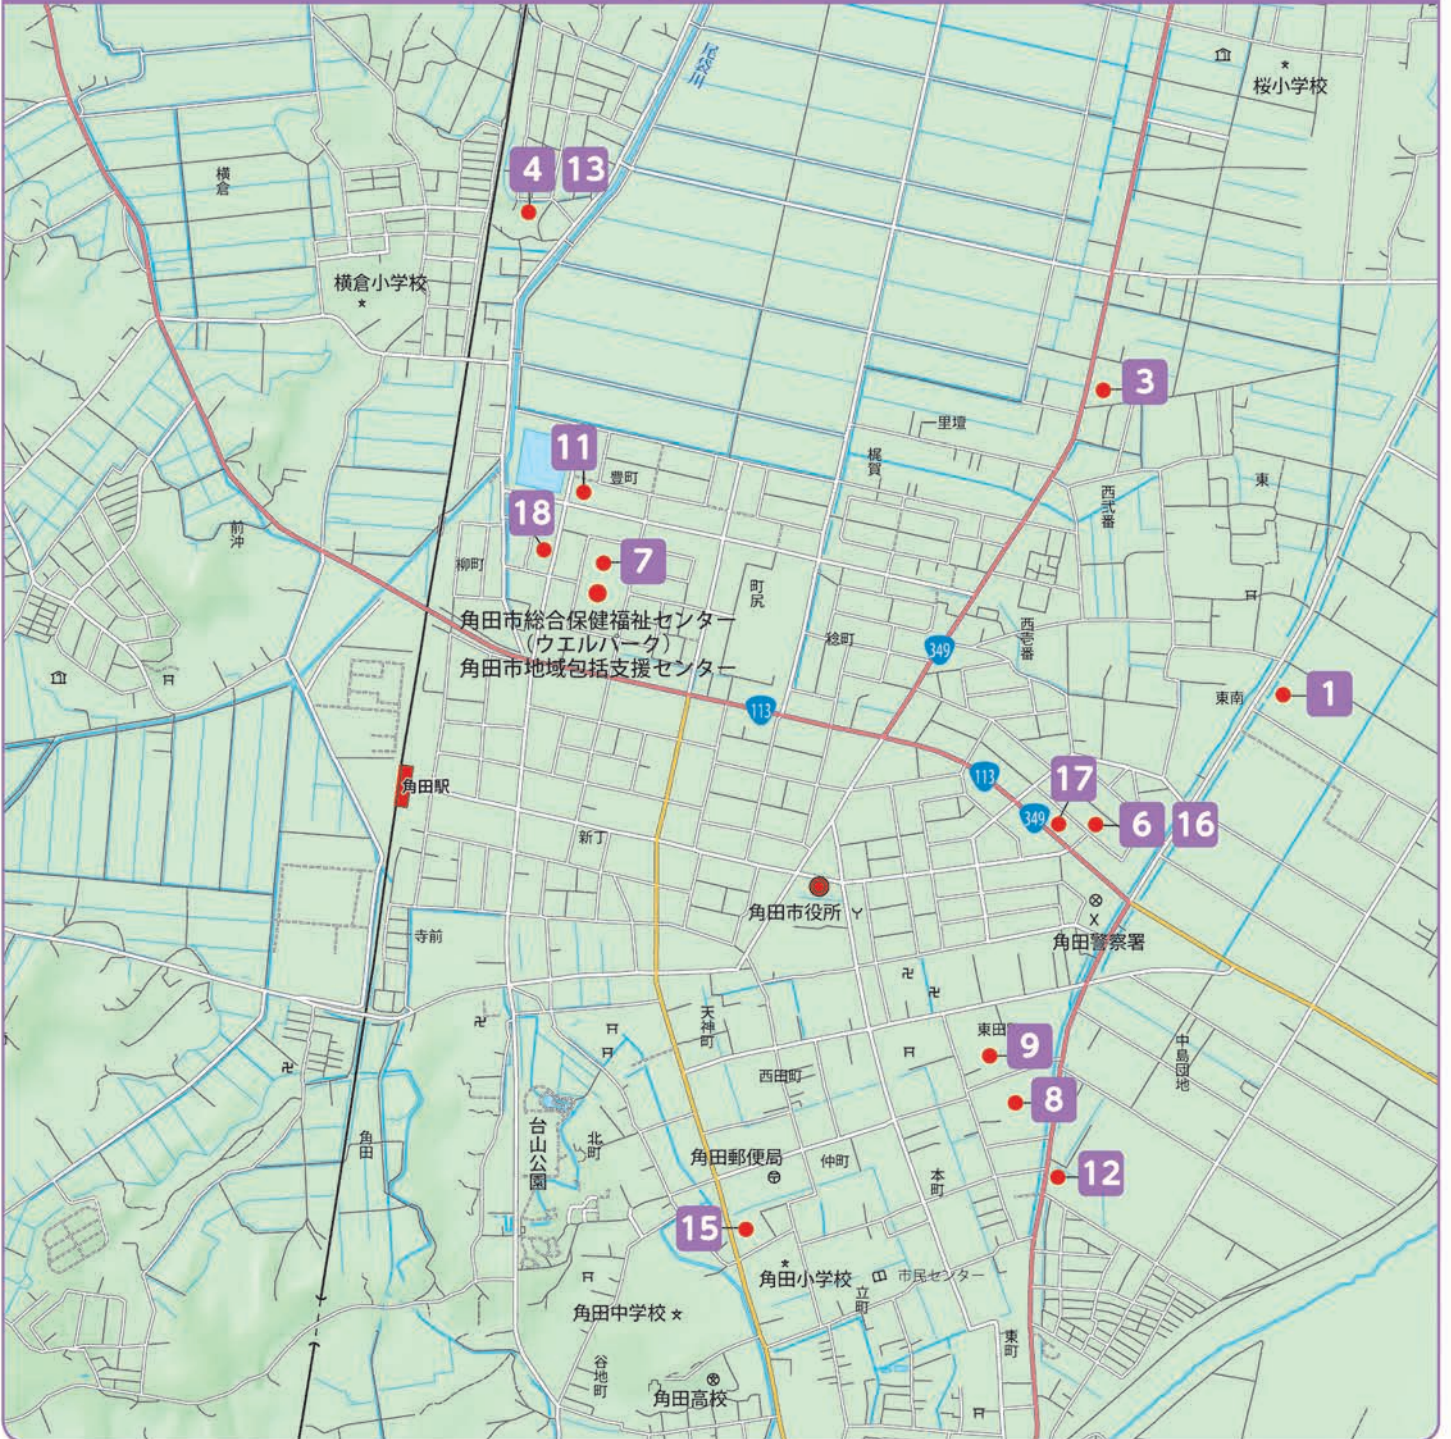 尾袋川
桜小学校
横倉
4
13
横倉小学校
3
一里壇
梶賀
11
豊町
東
西弐番
18
前沖
柳町
7
町尻
角田市総合保健福祉センター
（ウエルパーク）
角田市地域包括支援センター
稔町
西壱番
349
東南
1
113
113
17
角田駅
349
6
16
新丁
角田市役所
角田警察署
寺前
天神町
東田
9
中島団地
西田町
8
台山公園
北町
角田
角田郵便局
仲町
本町
12
15
角田小学校
市民センター
立町
角田中学校
東町
谷地町
角田高校